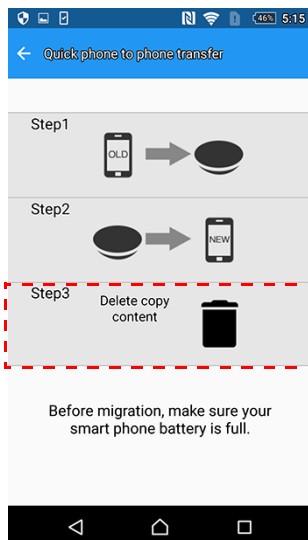 46% 5:15
Quick phone to phone transfer
Step1
OLD
Step2
NEW
Step3
Delete copy
content
Before migration, make sure your
smart phone battery is full.